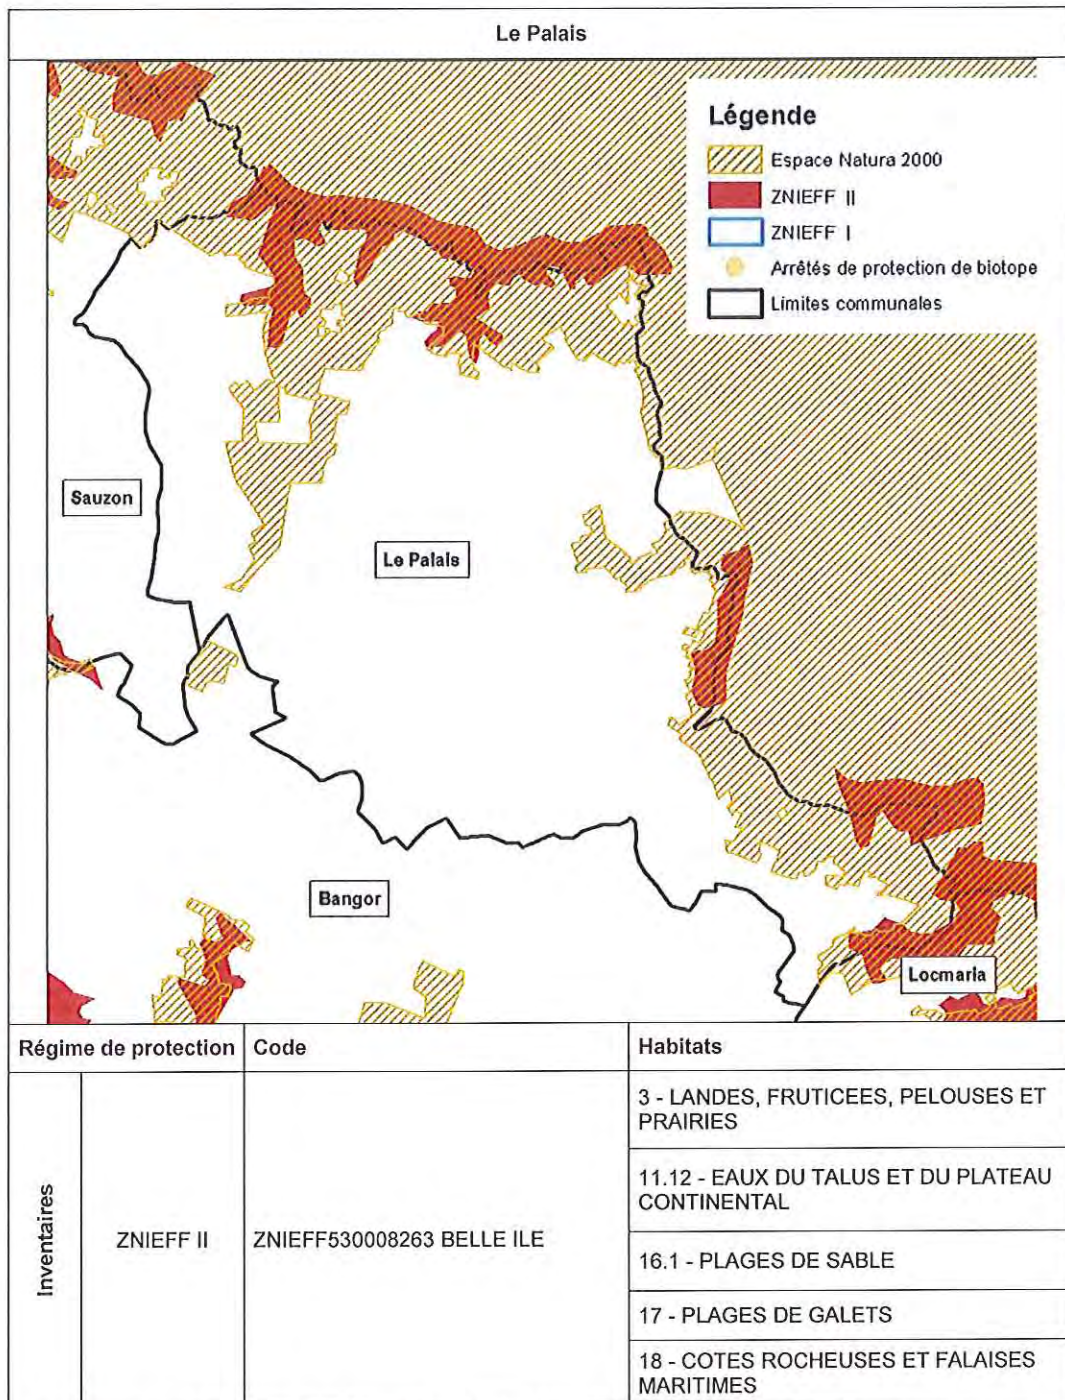 Le Palais
Légende
Espace Natura 2000
ZNIEFF II
ZNIEFF I
Arrêtés de protection de biotope
Limites communales
Sauzon
Le Palais
Bangor
Locmaria
Régime de protection
Code
Habitats
Inventaires
ZNIEFF II
ZNIEFF530008263 BELLE ILE
3 - LANDES, FRUTICEES, PELOUSES ET
PRAIRIES
11.12 - EAUX DU TALUS ET DU PLATEAU
CONTINENTAL
16.1 - PLAGES DE SABLE
17 - PLAGES DE GALETS
18 - COTES ROCHEUSES ET FALAISES
MARITIMES